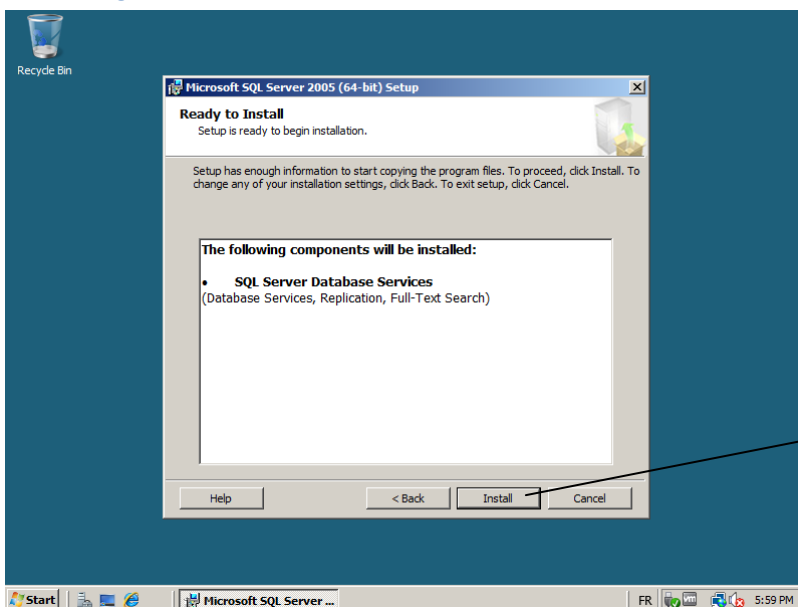 Recycle Bin
Microsoft SQL Server 2005 (64-bit) Setup
Ready to Install
Setup is ready to begin installation.
Setup has enough information to start copying the program files. To proceed, click Install. To
change any of your installation settings, click Back. To exit setup, click Cancel.
The following components will be installed:
• SQL Server Database Services
(Database Services, Replication, Full-Text Search)
Help
< Back
Install
Cancel
Start
Microsoft SQL Server ...
FR
5:59 PM